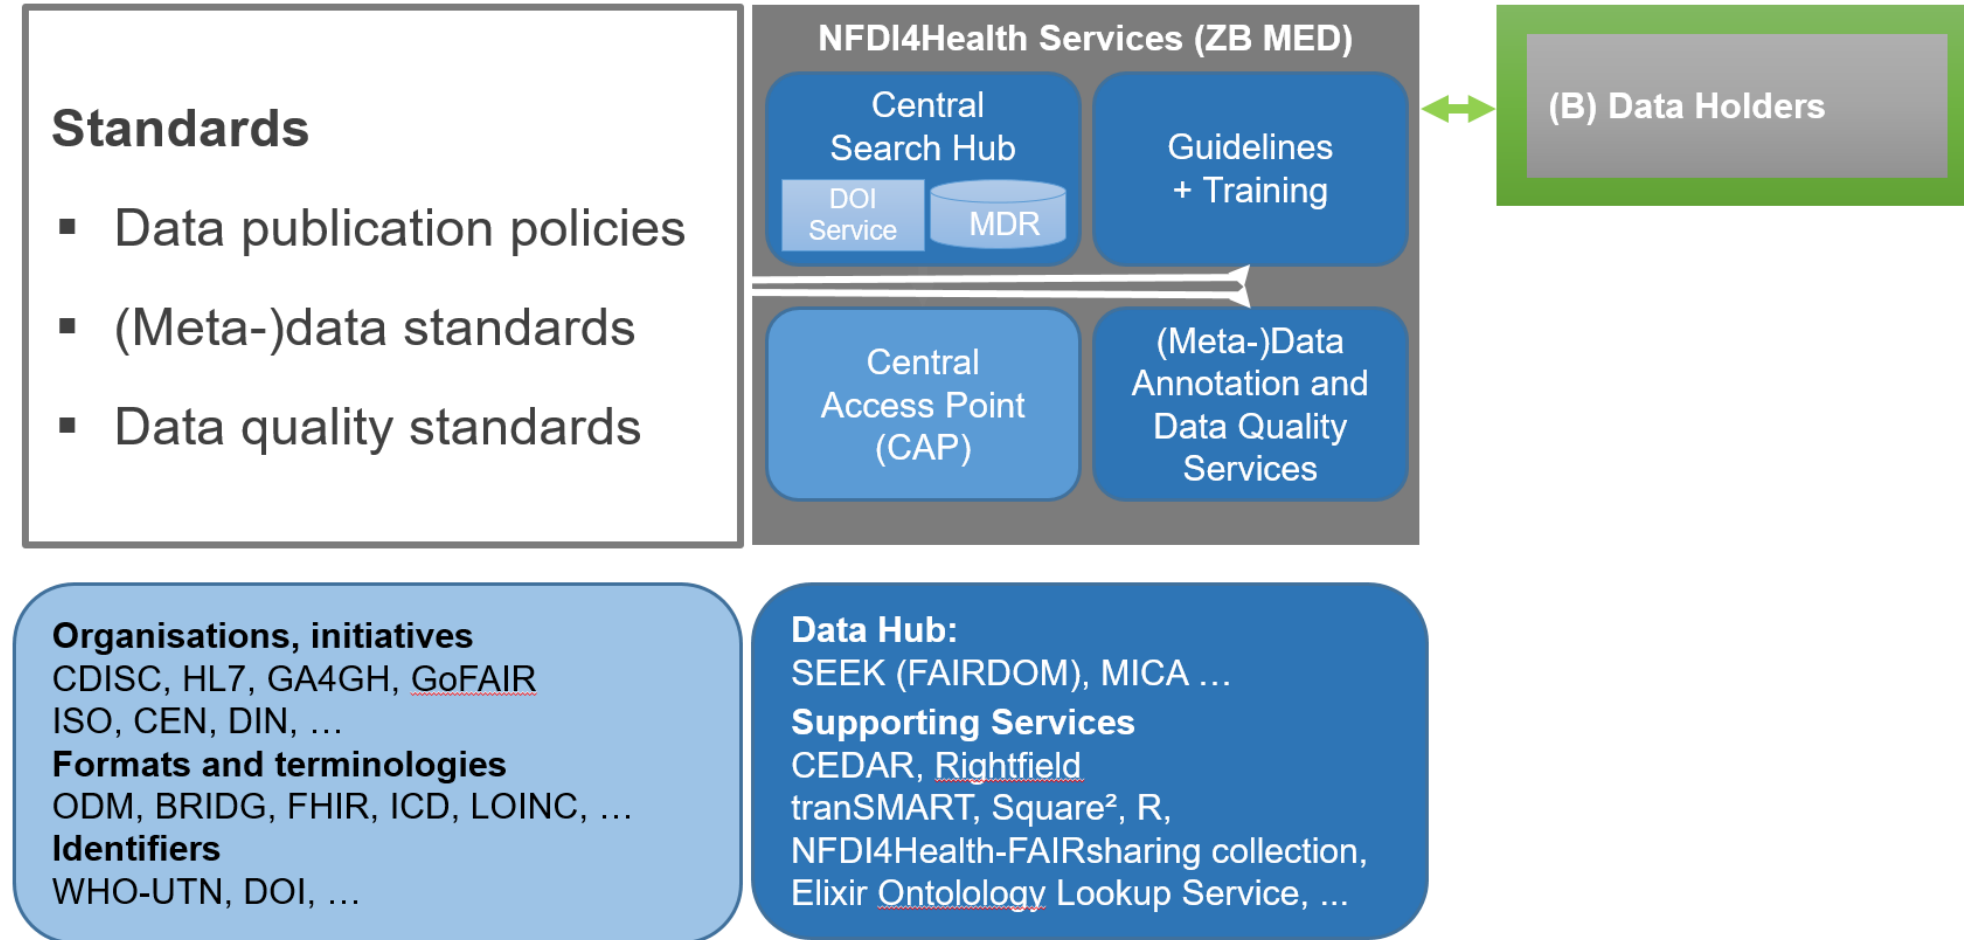 Standards
▪ Data publication policies
▪ (Meta-)data standards
▪ Data quality standards
NFDI4Health Services (ZB MED)
Central
Search Hub
DOI
Service
MDR
Guidelines
+ Training
Central
Access Point
(CAP)
(Meta-)Data
Annotation and
Data Quality
Services
(B) Data Holders
Organisations, initiatives
CDISC, HL7, GA4GH, GoFAIR
ISO, CEN, DIN, …
Formats and terminologies
ODM, BRIDG, FHIR, ICD, LOINC, …
Identifiers
WHO-UTN, DOI, …
Data Hub:
SEEK (FAIRDOM), MICA …
Supporting Services
CEDAR, Rightfield
tranSMART, Square², R,
NFDI4Health-FAIRsharing collection,
Elixir Ontolology Lookup Service, ...